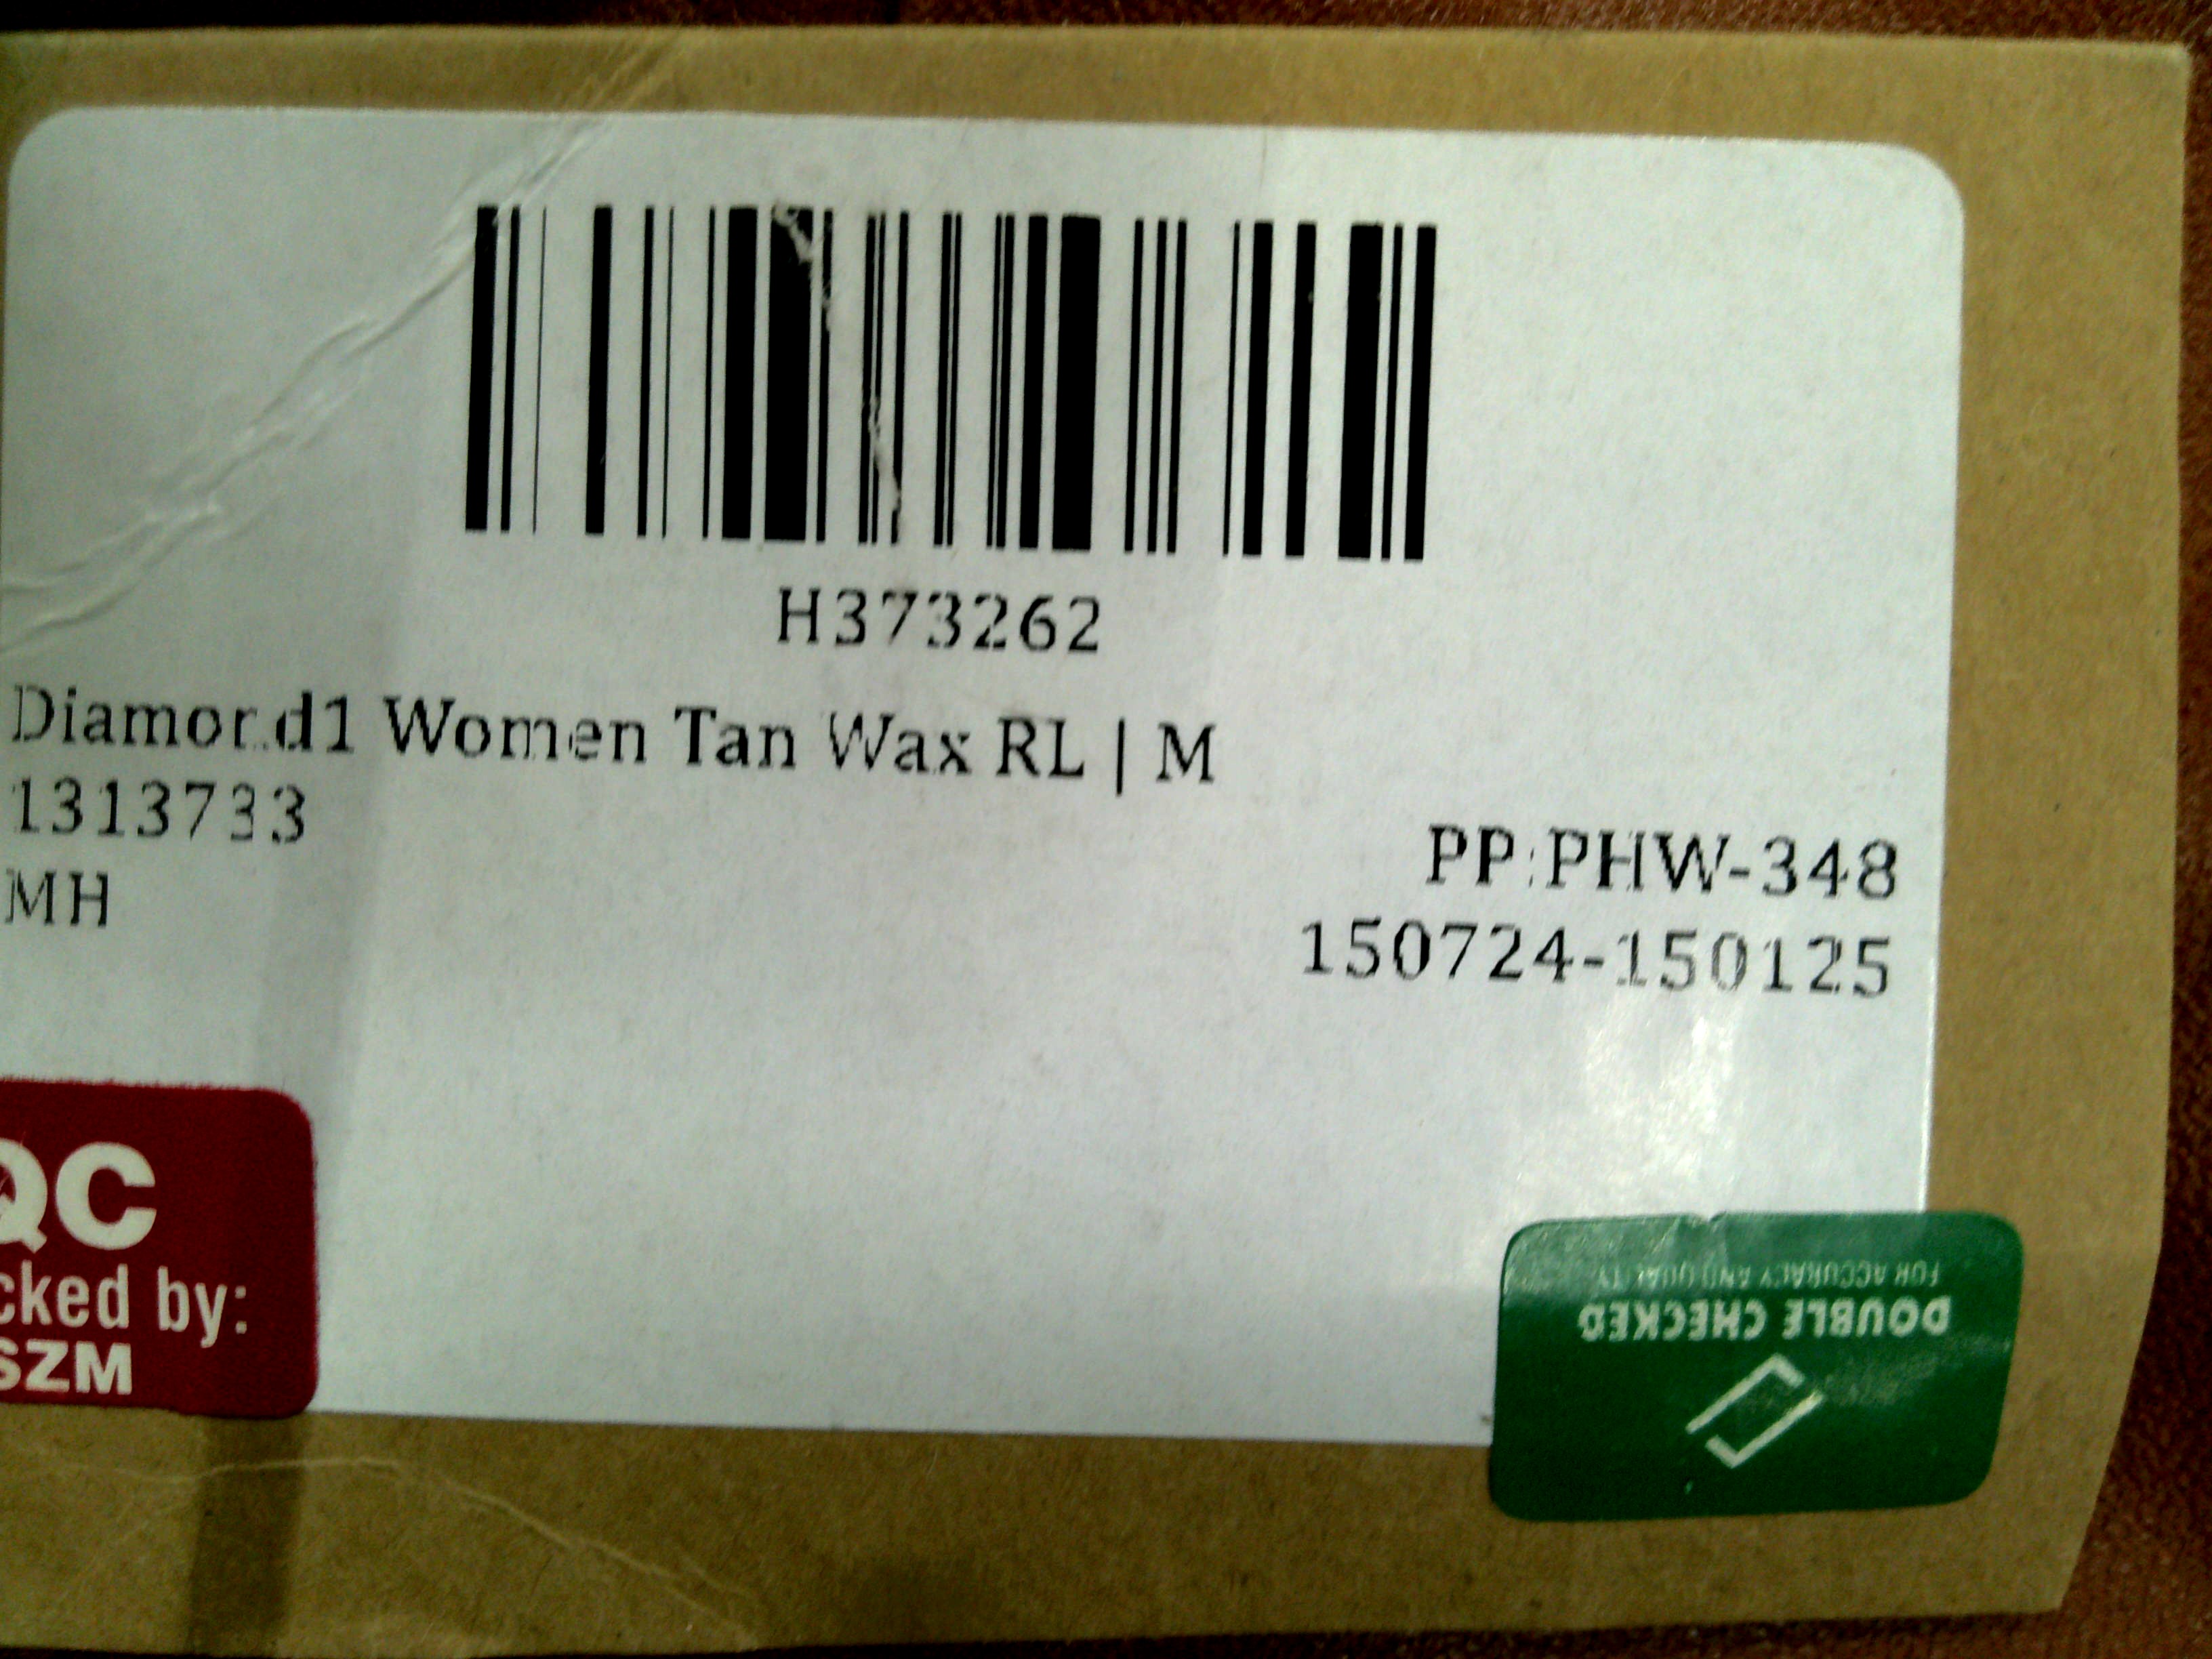 H373262
Diamond1 Women Tan Wax RL | M
1313733
MH
PP:PHW-348
150724-150125
QC
cked by:
SZM
DOUBLE CHECKED
FOR ACCURACY AND QUALITY